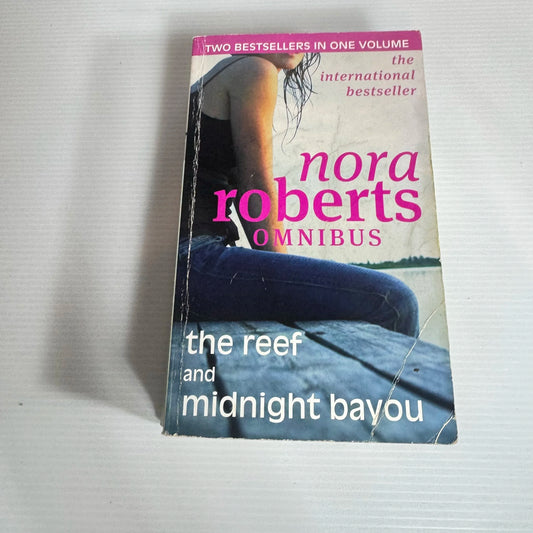 TWO BESTSELLERS IN ONE VOLUME
the
international
bestseller
nora
roberts
OMNIBUS
the reef
and
midnight bayou